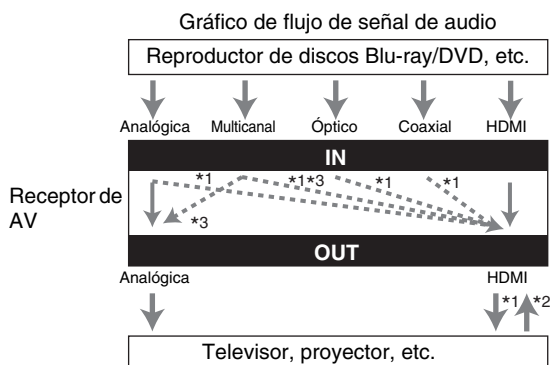 Gráfico de flujo de señal de audio
Reproductor de discos Blu-ray/DVD, etc.
Analógica Multicanal Óptico Coaxial HDMI
IN
*1 *1*3 *1 *1
Receptor de
AV
*3
OUT
Analógica HDMI
*1 *2
Televisor, proyector, etc.